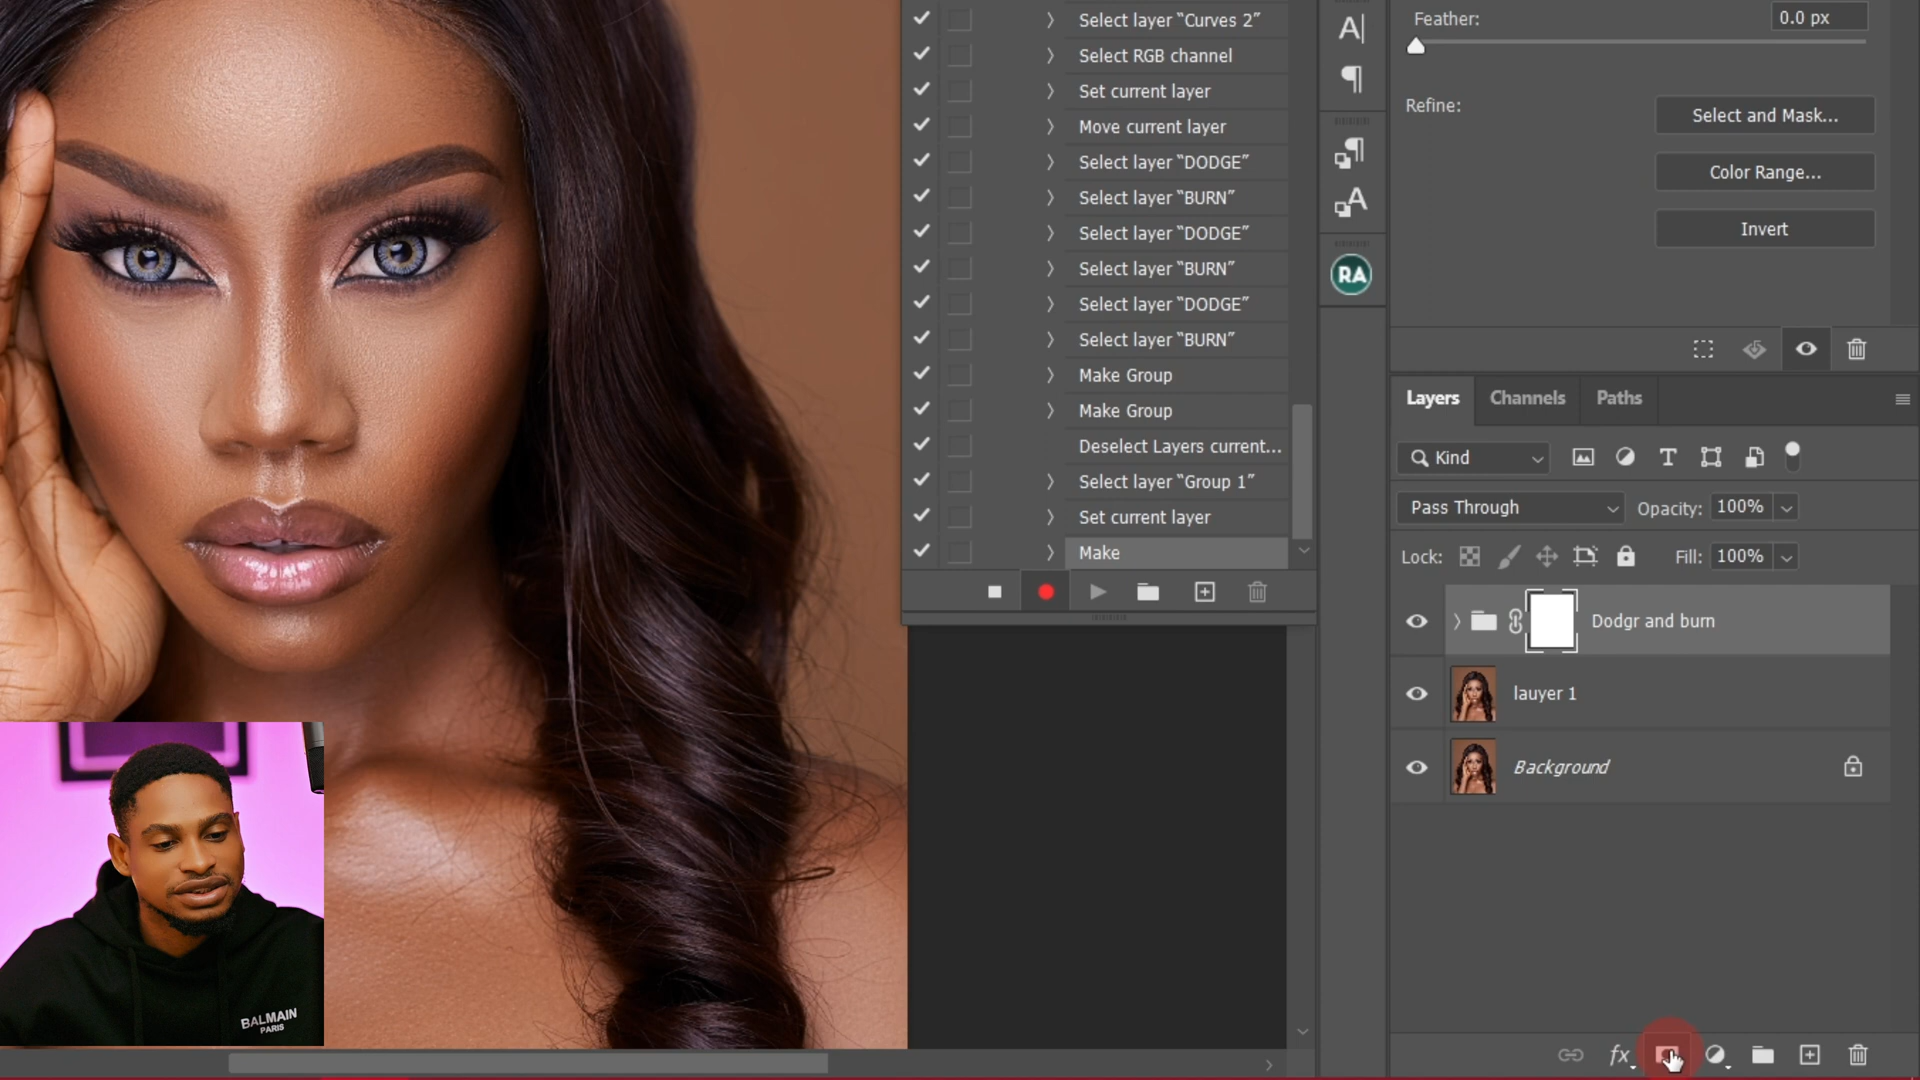 Select layer “Curves 2”
Select RGB channel
Set current layer
Move current layer
Select layer “DODGE”
Select layer “BURN”
Select layer “DODGE”
Select layer “BURN”
Select layer “DODGE”
Select layer “BURN”
Make Group
Make Group
Deselect Layers current...
Select layer “Group 1”
Set current layer
Make
A|
A
RA
Feather:
0.0 px
Refine:
Select and Mask...
Color Range...
Invert
Layers Channels Paths
Kind
T
Pass Through Opacity: 100%
Lock: Fill: 100%
Dodgr and burn
lauyer 1
Background
fx
BALMAIN
PARIS